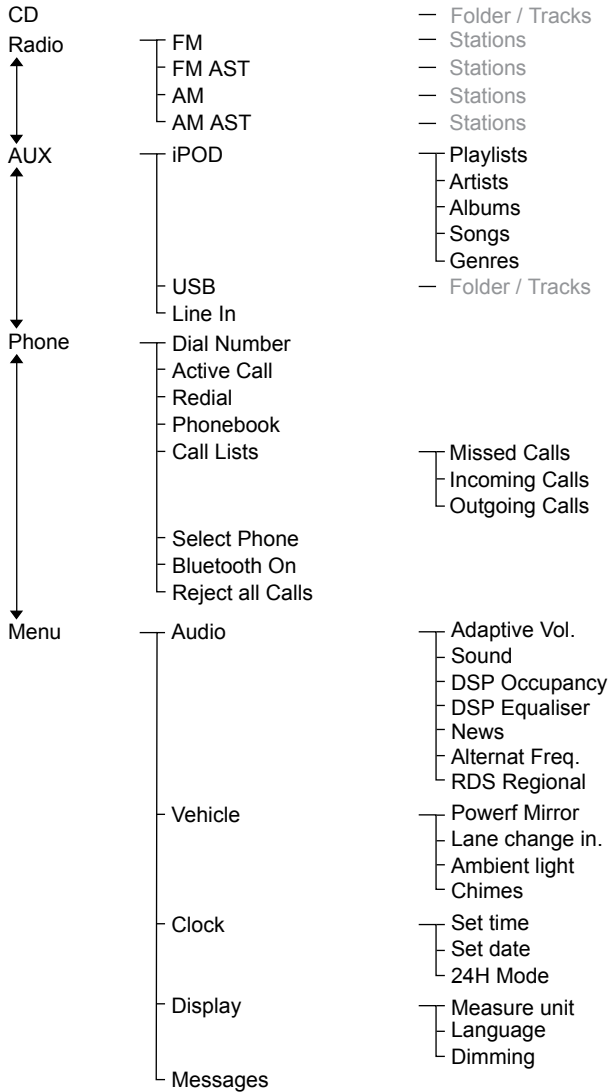 CD Folder / Tracks
Radio FM Stations
FM AST Stations
AM Stations
AM AST Stations
AUX iPOD Playlists
Artists
Albums
Songs
Genres
USB Folder / Tracks
Line In
Phone Dial Number
Active Call
Redial
Phonebook
Call Lists Missed Calls
Incoming Calls
Outgoing Calls
Select Phone
Bluetooth On
Reject all Calls
Menu Audio Adaptive Vol.
Sound
DSP Occupancy
DSP Equaliser
News
Alternat Freq.
RDS Regional
Vehicle Powerf Mirror
Lane change in.
Ambient light
Chimes
Clock Set time
Set date
24H Mode
Display Measure unit
Language
Dimming
Messages